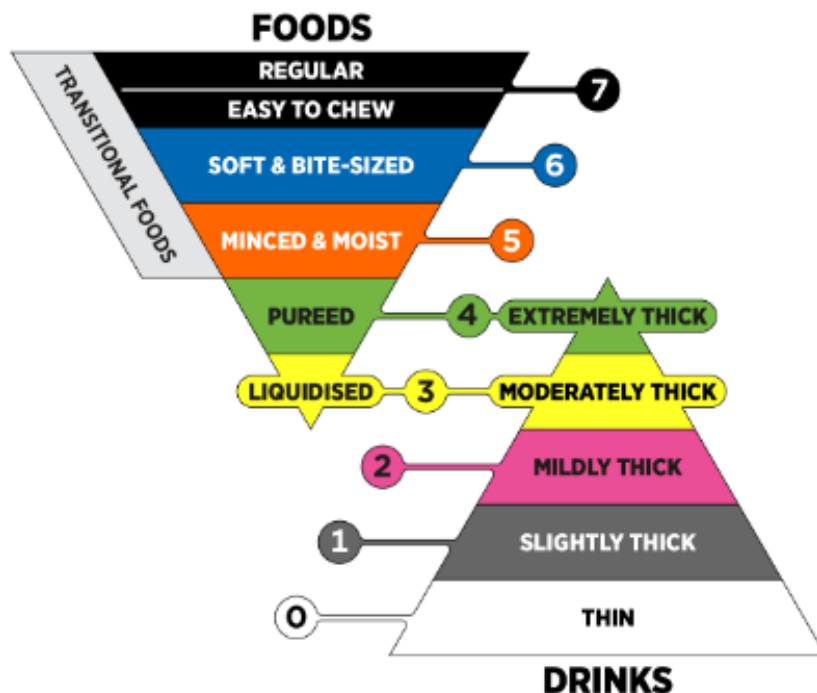 FOODS
TRANSITIONAL FOODS
REGULAR
EASY TO CHEW
7
SOFT & BITE-SIZED
6
MINCED & MOIST
5
PUREED
4
EXTREMELY THICK
LIQUIDISED
3
MODERATELY THICK
2
MILDLY THICK
1
SLIGHTLY THICK
0
THIN
DRINKS